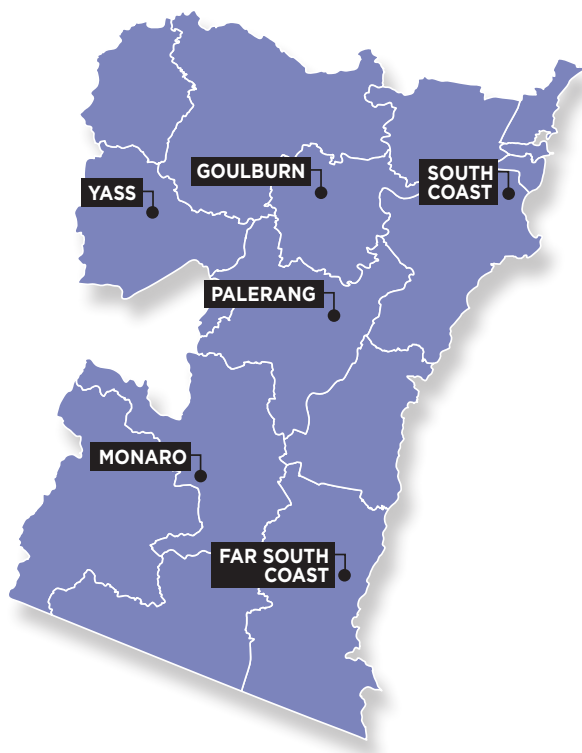 GOULBURN
SOUTH
COAST
YASS
PALERANG
MONARO
FAR SOUTH
COAST